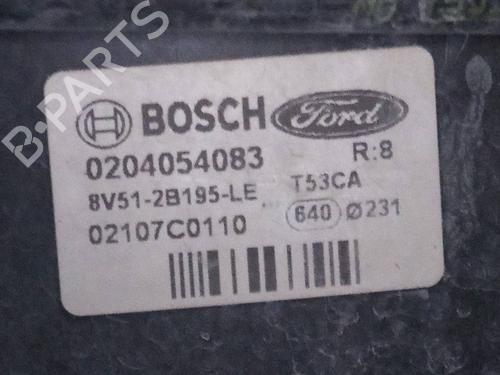 B-PARTS
BOSCH Ford
0204054083 R:8
8V51-2B195-LE T53CA
02107C0110 640 Ø231